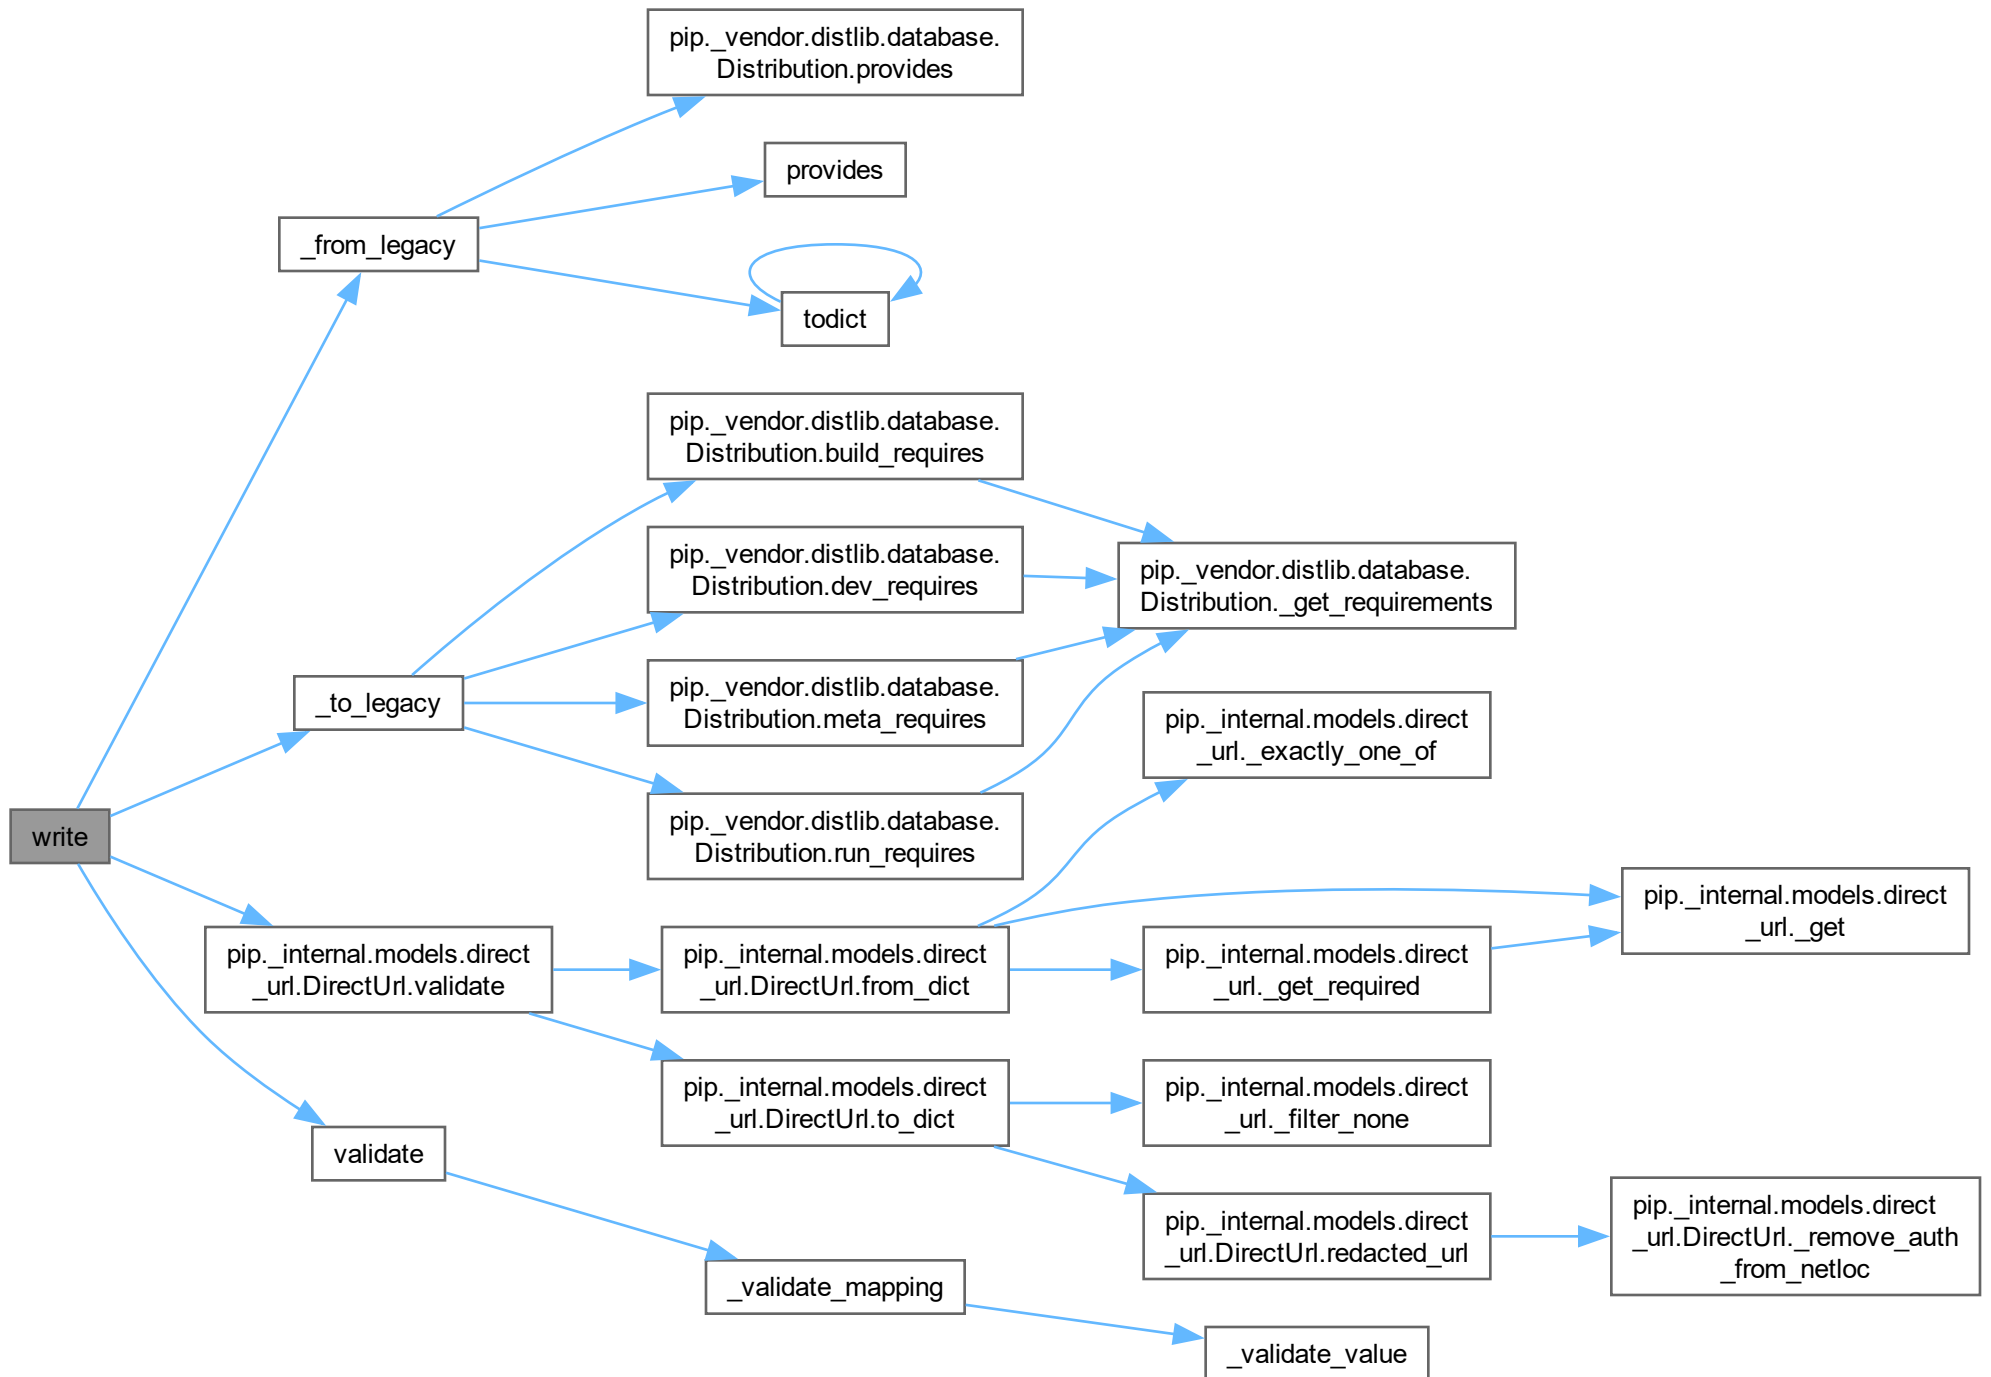 pip._vendor.distlib.database.
Distribution.provides
provides
_from_legacy
todict
pip._vendor.distlib.database.
Distribution.build_requires
pip._vendor.distlib.database.
Distribution.dev_requires
pip._vendor.distlib.database.
Distribution._get_requirements
_to_legacy
pip._vendor.distlib.database.
Distribution.meta_requires
pip._internal.models.direct
_url._exactly_one_of
write
pip._vendor.distlib.database.
Distribution.run_requires
pip._internal.models.direct
_url._get
pip._internal.models.direct
_url.DirectUrl.validate
pip._internal.models.direct
_url.DirectUrl.from_dict
pip._internal.models.direct
_url._get_required
pip._internal.models.direct
_url.DirectUrl.to_dict
pip._internal.models.direct
_url._filter_none
validate
pip._internal.models.direct
_url.DirectUrl.redacted_url
pip._internal.models.direct
_url.DirectUrl._remove_auth
_from_netloc
_validate_mapping
_validate_value